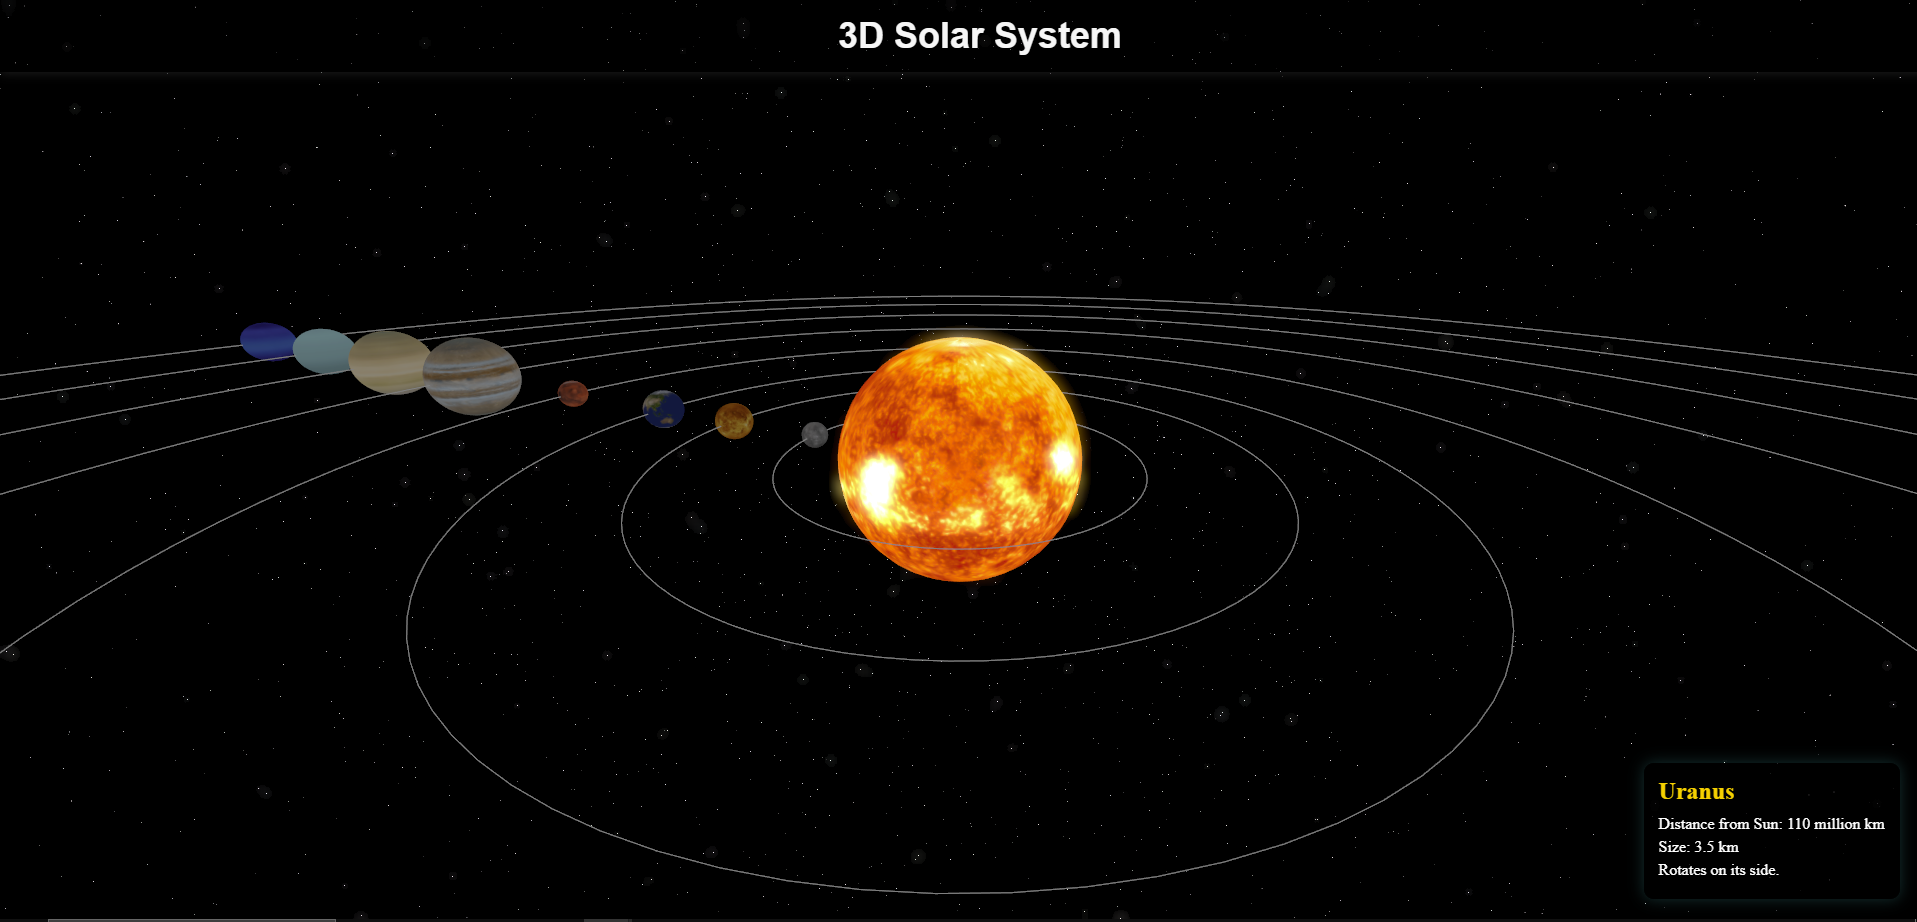 3D Solar System
Uranus
Distance from Sun: 110 million km
Size: 3.5 km
Rotates on its side.